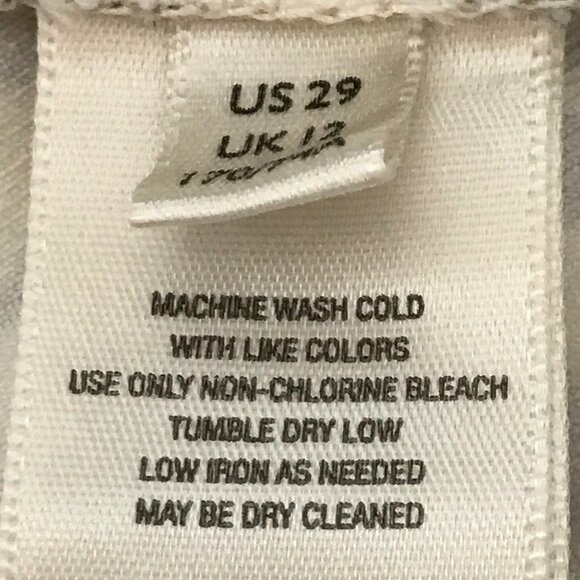 US 29
UK 12
MACHINE WASH COLD
WITH LIKE COLORS
USE ONLY NON-CHLORINE BLEACH
TUMBLE DRY LOW
LOW IRON AS NEEDED
MAY BE DRY CLEANED